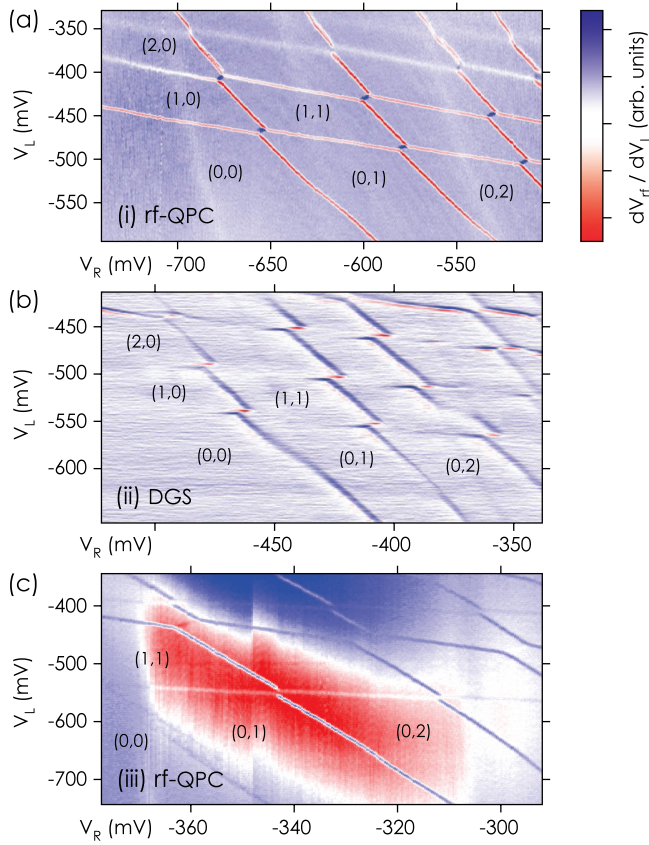 (a)
-350
-400
-450
-500
-550
V_L (mV)
(2,0)
(1,0)
(1,1)
(0,0)
(0,1)
(0,2)
(i) rf-QPC
V_R (mV) -700 -650 -600 -550
dV_rf / dV_l (arb. units)
(b)
-450
-500
-550
-600
V_L (mV)
(2,0)
(1,0)
(1,1)
(0,0)
(0,1)
(0,2)
(ii) DGS
V_R (mV) -450 -400 -350
(c)
-400
-500
-600
-700
V_L (mV)
(1,1)
(0,0)
(0,1)
(0,2)
(iii) rf-QPC
V_R (mV) -360 -340 -320 -300